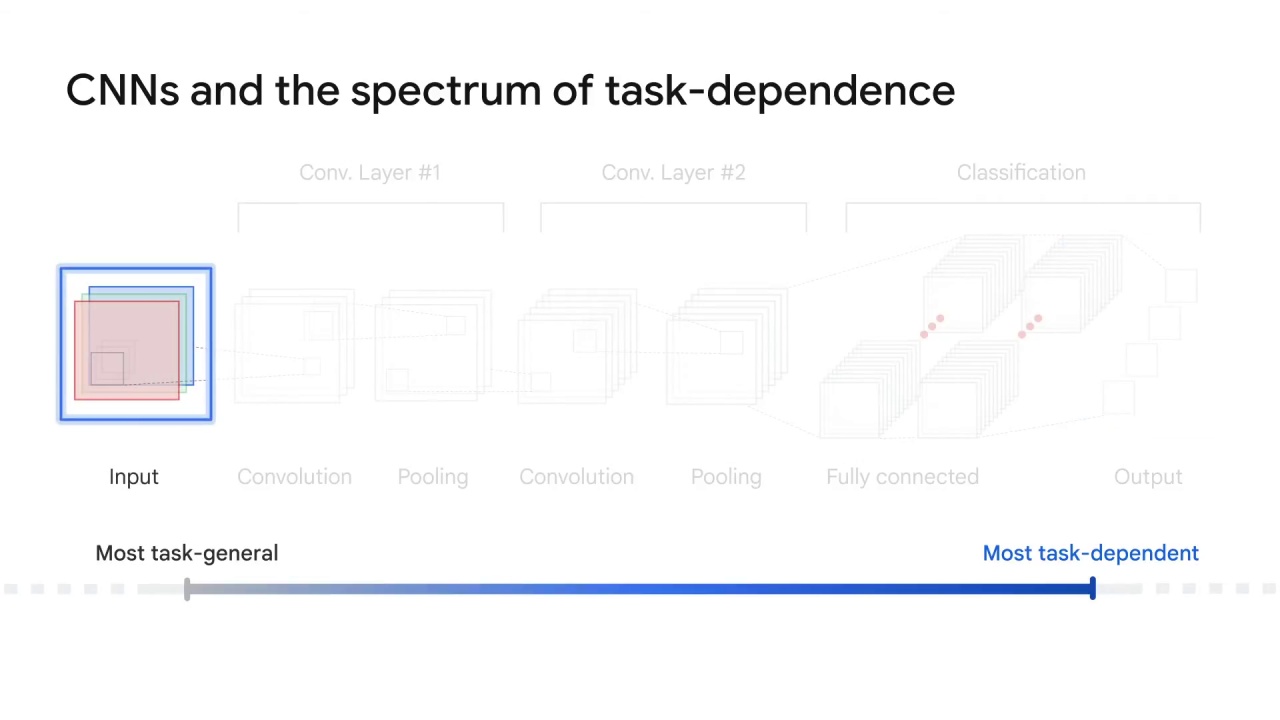 CNNs and the spectrum of task-dependence
Conv. Layer #1
Conv. Layer #2
Classification
Input
Convolution
Pooling
Convolution
Pooling
Fully connected
Output
Most task-general
Most task-dependent